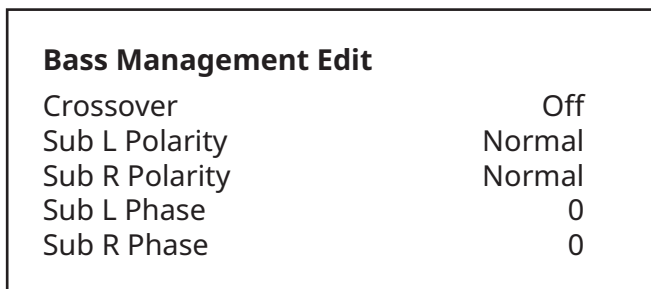 Bass Management Edit
Crossover Off
Sub L Polarity Normal
Sub R Polarity Normal
Sub L Phase 0
Sub R Phase 0